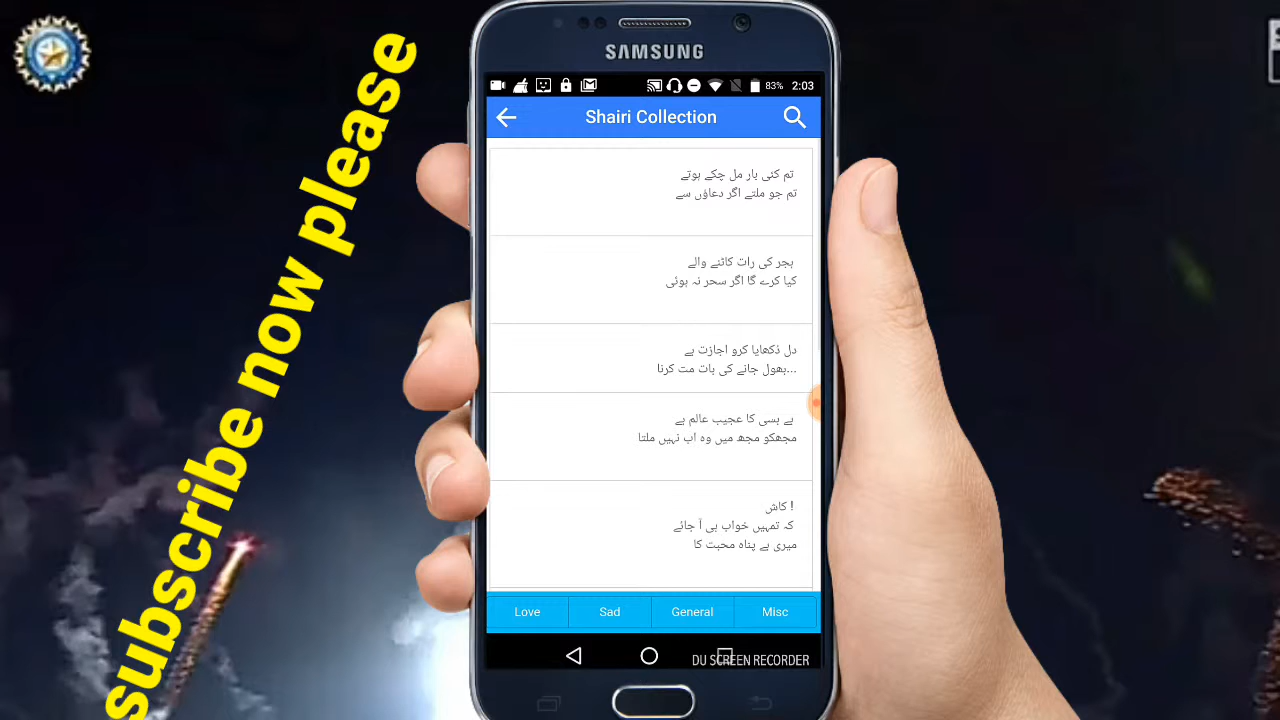 subscribe now please
SAMSUNG
83% 2:03
Shairi Collection
تم کئی بار مل چکے ہوتے
تم جو ملتے اگر دعاؤں سے
ہجر کی رات کاٹنے والے
کیا کرے گا اگر سحر نہ ہوئی
دل دُکھایا کرو اجازت ہے
بھول جانے کی بات مت کرنا...
بے بسی کا عجیب عالم ہے
مجھکو مجھ میں وہ اب نہیں ملتا
کاش !
کہ تمہیں خواب ہی آ جائے
میری بے پناہ محبت کا
Love
Sad
General
Misc
DU SCREEN RECORDER